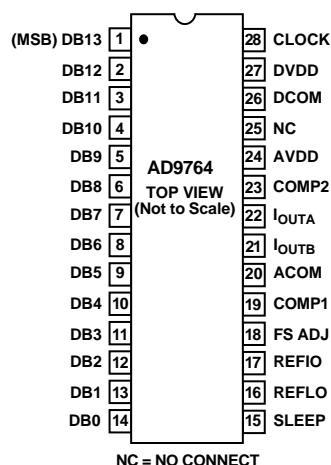 (MSB) DB13 1 28 CLOCK
DB12 2 27 DVDD
DB11 3 26 DCOM
DB10 4 25 NC
DB9 5 24 AVDD
DB8 6 23 COMP2
DB7 7 22 IOUTA
DB6 8 21 IOUTB
DB5 9 20 ACOM
DB4 10 19 COMP1
DB3 11 18 FS ADJ
DB2 12 17 REFIO
DB1 13 16 REFLO
DB0 14 15 SLEEP
AD9764
TOP VIEW
(Not to Scale)
NC = NO CONNECT